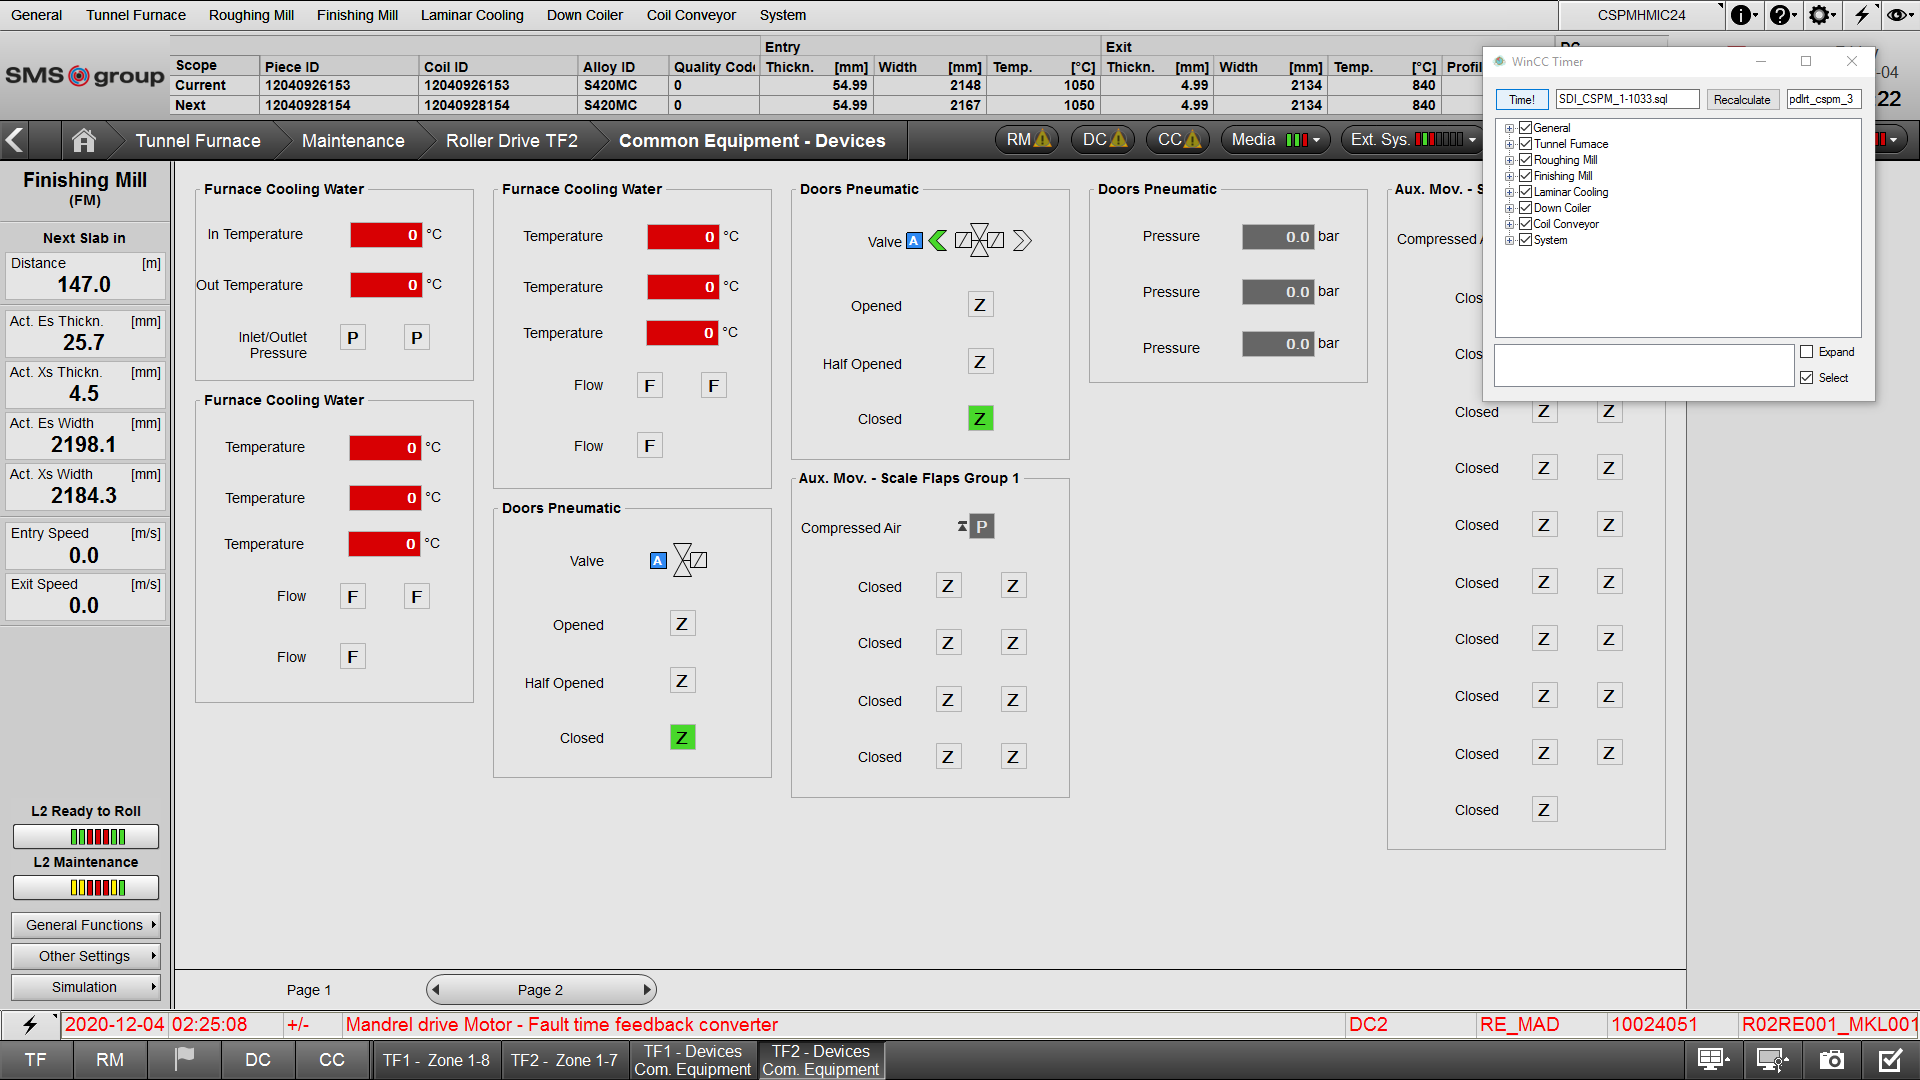 General Tunnel Furnace Roughing Mill Finishing Mill Laminar Cooling Down Coiler Coil Conveyor System CSPMHMIC24
SMS group
Entry Exit
Scope Piece ID Coil ID Alloy ID Quality Code Thickn. [mm] Width [mm] Temp. [°C] Thickn. [mm] Width [mm] Temp. [°C] Profil
Current 12040926153 12040926153 S420MC 0 54.99 2148 1050 4.99 2134 840
Next 12040928154 12040928154 S420MC 0 54.99 2167 1050 4.99 2134 840
-04
:22
Tunnel Furnace Maintenance Roller Drive TF2 Common Equipment - Devices RM DC CC Media Ext. Sys.
WinCC Timer
Time! SDI_CSPM_1-1033.sql Recalculate pdlrt_cspm_3
General
Tunnel Furnace
Roughing Mill
Finishing Mill
Laminar Cooling
Down Coiler
Coil Conveyor
System
Expand
Select
Finishing Mill
(FM)
Next Slab in
Distance [m]
147.0
Act. Es Thickn. [mm]
25.7
Act. Xs Thickn. [mm]
4.5
Act. Es Width [mm]
2198.1
Act. Xs Width [mm]
2184.3
Entry Speed [m/s]
0.0
Exit Speed [m/s]
0.0
L2 Ready to Roll
L2 Maintenance
General Functions
Other Settings
Simulation
Furnace Cooling Water
In Temperature 0 °C
Out Temperature 0 °C
Inlet/Outlet P P
Pressure
Furnace Cooling Water
Temperature 0 °C
Temperature 0 °C
Temperature 0 °C
Flow F F
Flow F
Furnace Cooling Water
Temperature 0 °C
Temperature 0 °C
Temperature 0 °C
Flow F F
Flow F
Doors Pneumatic
Valve A
Opened Z
Half Opened Z
Closed Z
Doors Pneumatic
Valve A
Opened Z
Half Opened Z
Closed Z
Aux. Mov. - Scale Flaps Group 1
Compressed Air P
Closed Z Z
Closed Z Z
Closed Z Z
Closed Z Z
Doors Pneumatic
Pressure 0.0 bar
Pressure 0.0 bar
Pressure 0.0 bar
Aux. Mov. - S
Compressed A
Clos
Clos
Closed Z Z
Closed Z Z
Closed Z Z
Closed Z Z
Closed Z Z
Closed Z Z
Closed Z Z
Closed Z
Page 1 Page 2
2020-12-04 02:25:08 +/- Mandrel drive Motor - Fault time feedback converter DC2 RE_MAD 10024051 R02RE001_MKL001
TF RM DC CC TF1 - Zone 1-8 TF2 - Zone 1-7
TF1 - Devices
Com. Equipment
TF2 - Devices
Com. Equipment